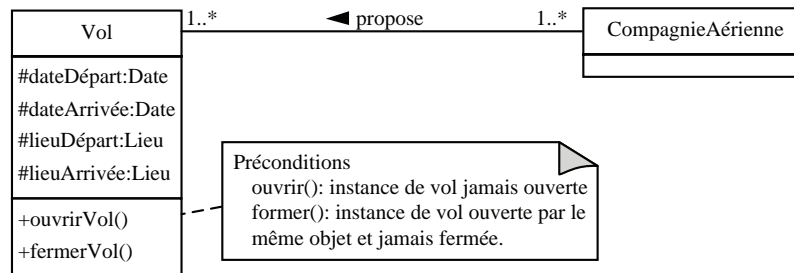 Vol
1..*
propose
1..*
CompagnieAérienne
#dateDépart:Date
#dateArrivée:Date
#lieuDépart:Lieu
#lieuArrivée:Lieu
+ouvrirVol()
+fermerVol()
Préconditions
ouvrir(): instance de vol jamais ouverte
former(): instance de vol ouverte par le
même objet et jamais fermée.